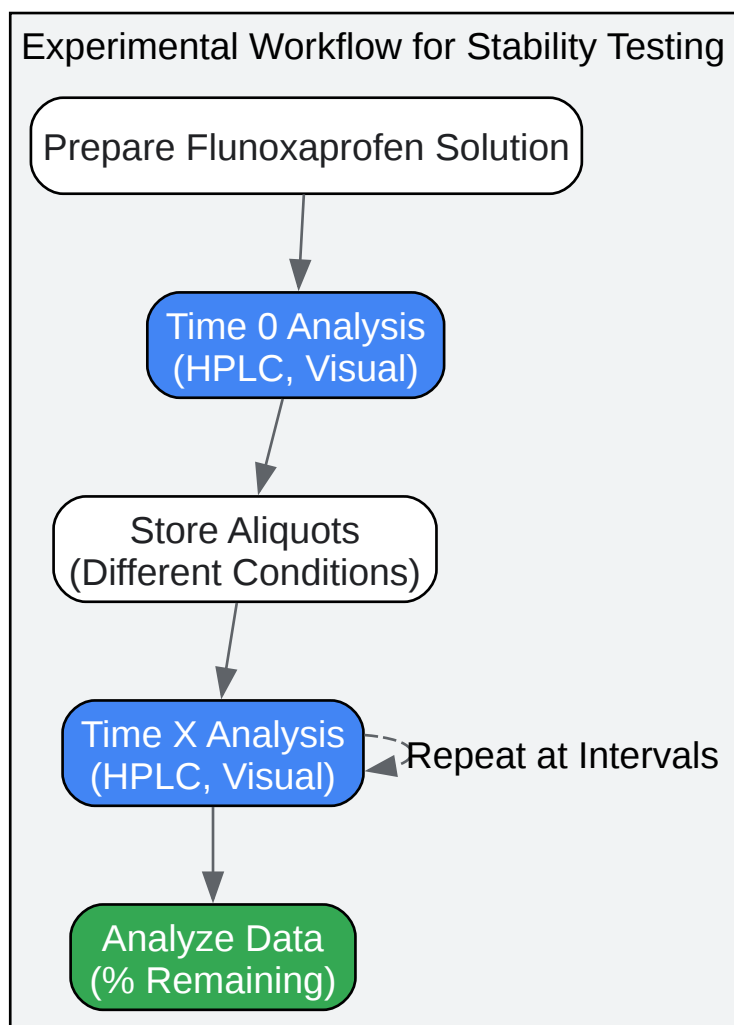 Experimental Workflow for Stability Testing
Prepare Flunoxaprofen Solution
Time 0 Analysis
(HPLC, Visual)
Store Aliquots
(Different Conditions)
Time X Analysis
(HPLC, Visual)
Repeat at Intervals
Analyze Data
(% Remaining)